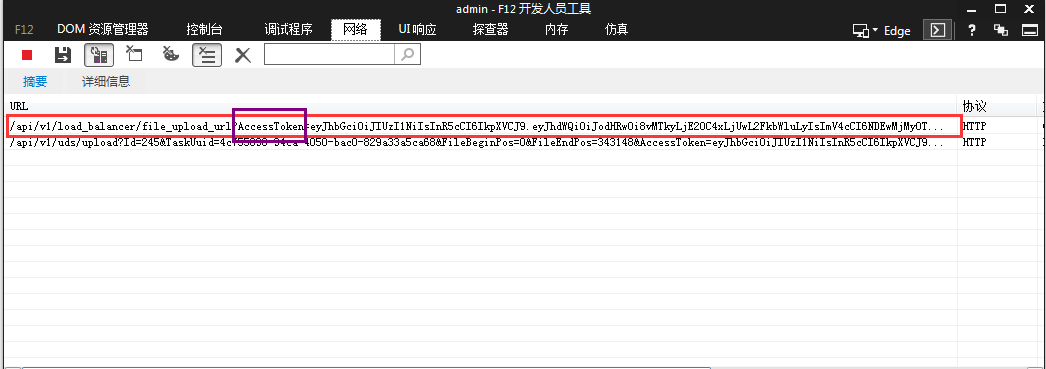 admin - F12 开发人员工具
F12 DOM 资源管理器 控制台 调试程序 网络 UI 响应 探查器 内存 仿真 Edge ?
摘要 详细信息
URL 协议
/api/v1/load_balancer/file_upload_url?AccessToken=eyJhbGciOiJIUzI1NiIsInR5cCI6IkpXVCJ9.eyJhdWQiOiJodHRwOi8vMTkyLjE2OC4xLjUwL2FkbWluLyIsImV4cCI6NDEwMjMyOT... HTTP
/api/v1/uds/upload?Id=245&TaskUuid= -4050-bac0-829a33a5ca68&FileBeginPos=0&FileEndPos=343148&AccessToken=eyJhbGciOiJIUzI1NiIsInR5cCI6IkpXVCJ9... HTTP